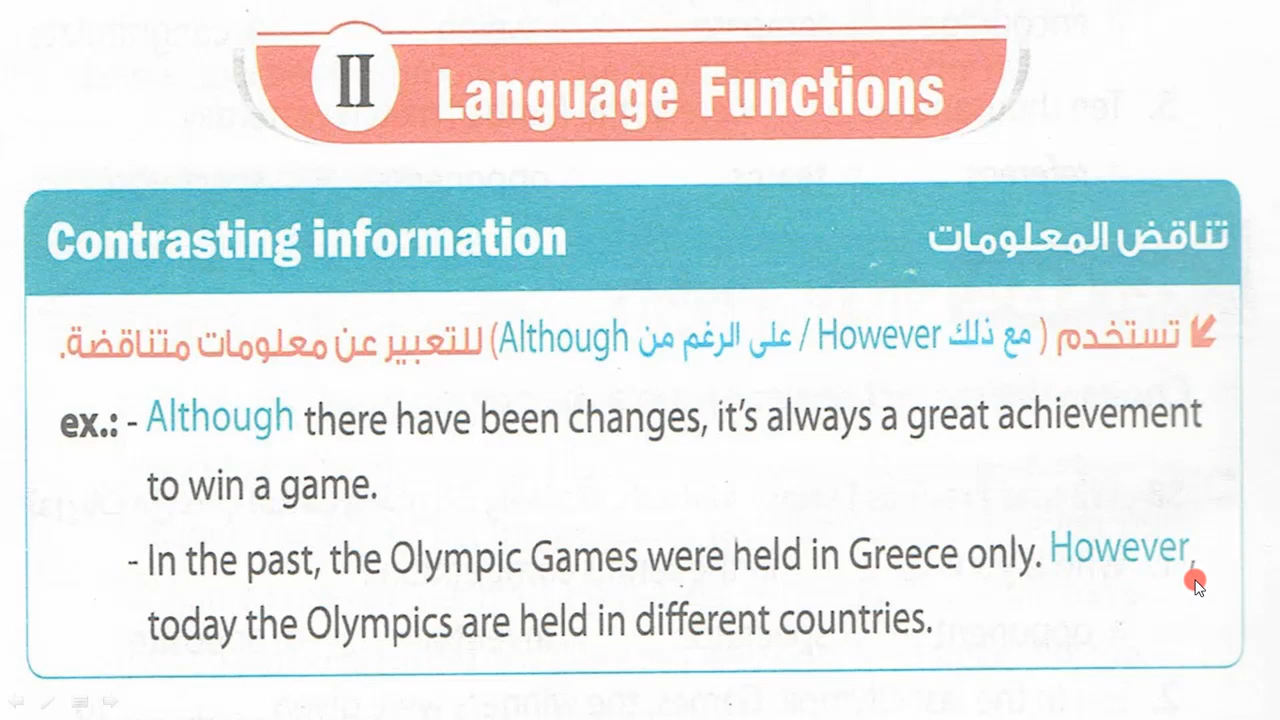 II Language Functions
Contrasting information تناقض المعلومات
تستخدم (مع ذلك However / على الرغم من Although) للتعبير عن معلومات متناقضة.
ex.: - Although there have been changes, it's always a great achievement
to win a game.
- In the past, the Olympic Games were held in Greece only. However,
today the Olympics are held in different countries.